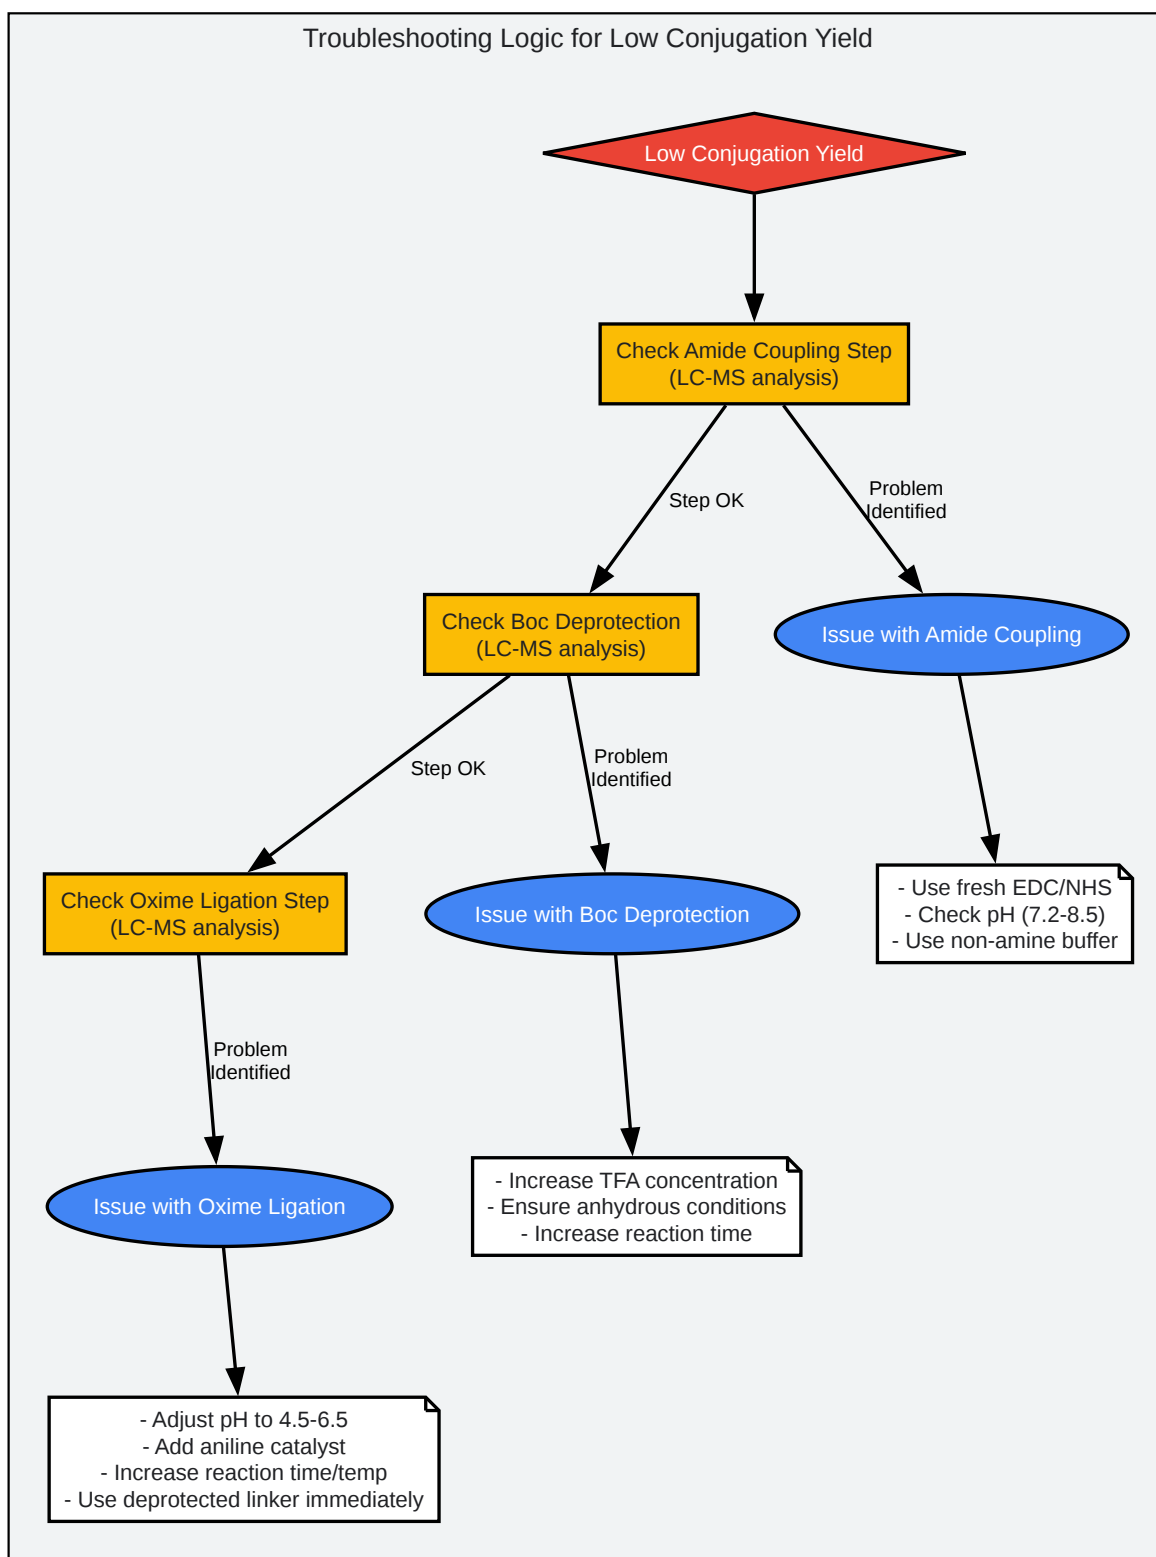 Troubleshooting Logic for Low Conjugation Yield
Low Conjugation Yield
Check Amide Coupling Step
(LC-MS analysis)
Step OK
Problem
Identified
Check Boc Deprotection
(LC-MS analysis)
Issue with Amide Coupling
Step OK
Problem
Identified
- Use fresh EDC/NHS
- Check pH (7.2-8.5)
- Use non-amine buffer
Check Oxime Ligation Step
(LC-MS analysis)
Issue with Boc Deprotection
Problem
Identified
Issue with Oxime Ligation
- Increase TFA concentration
- Ensure anhydrous conditions
- Increase reaction time
- Adjust pH to 4.5-6.5
- Add aniline catalyst
- Increase reaction time/temp
- Use deprotected linker immediately